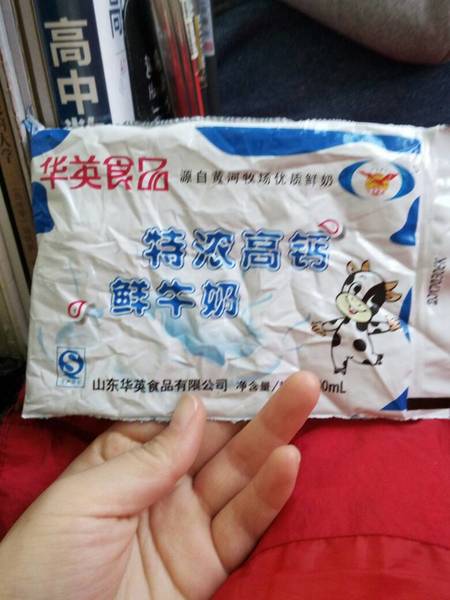 高中
华英食品
源自黄河牧场优质鲜奶
特浓高钙
鲜牛奶
山东华英食品有限公司 净含量
0mL